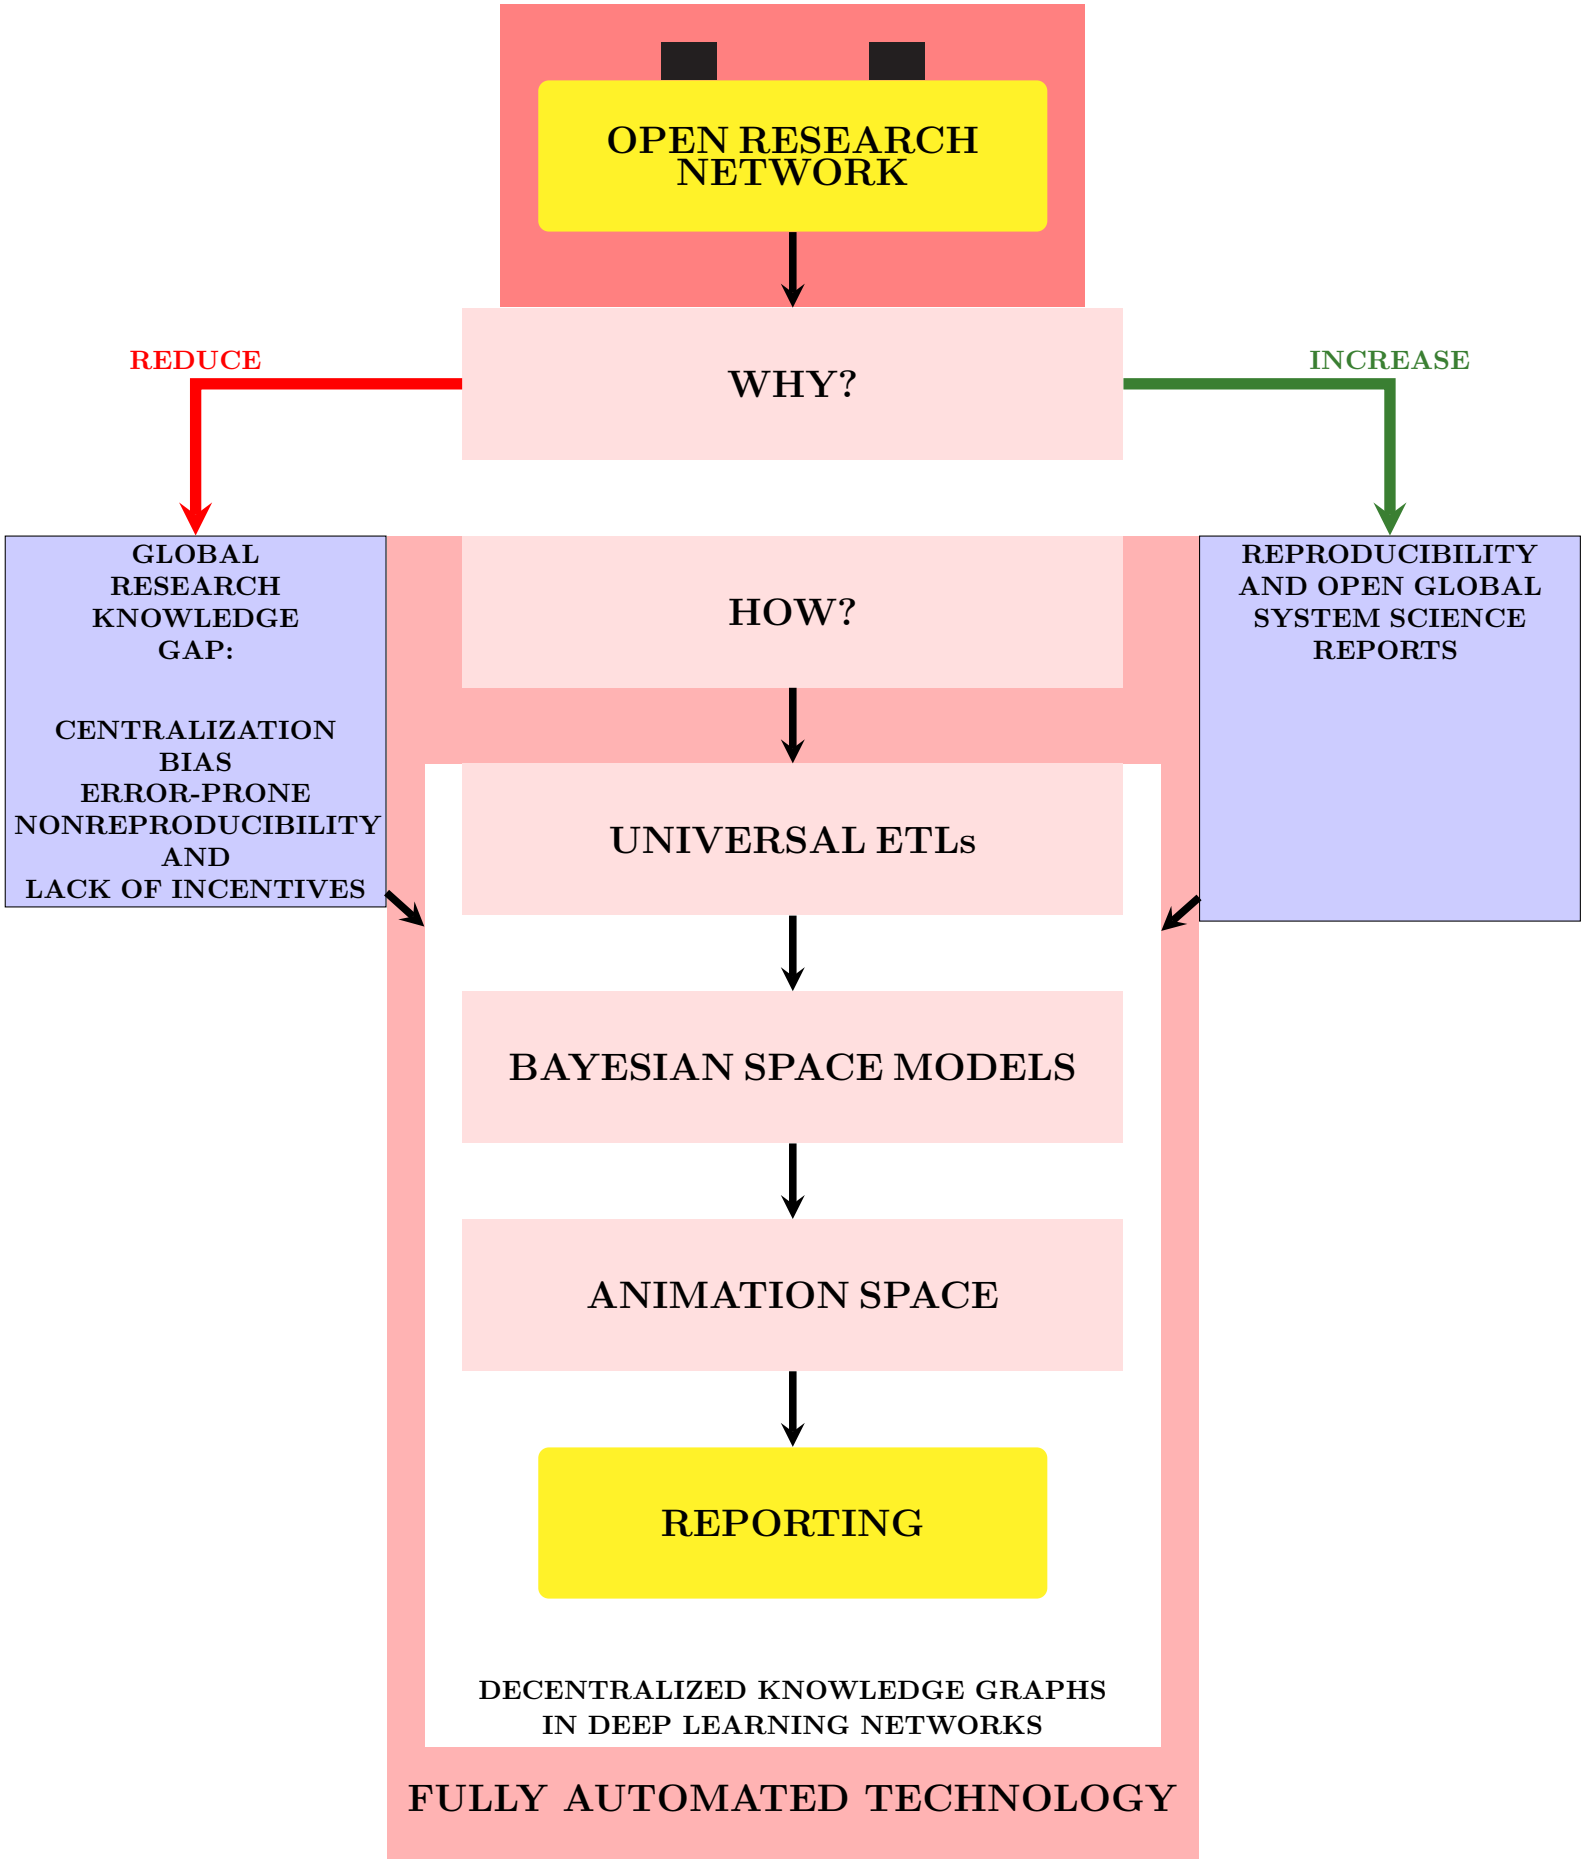 OPEN RESEARCH
NETWORK
WHY?
REDUCE
INCREASE
GLOBAL
RESEARCH
KNOWLEDGE
GAP:
CENTRALIZATION
BIAS
ERROR-PRONE
NONREPRODUCIBILITY
AND
LACK OF INCENTIVES
HOW?
REPRODUCIBILITY
AND OPEN GLOBAL
SYSTEM SCIENCE
REPORTS
UNIVERSAL ETLs
BAYESIAN SPACE MODELS
ANIMATION SPACE
REPORTING
DECENTRALIZED KNOWLEDGE GRAPHS
IN DEEP LEARNING NETWORKS
FULLY AUTOMATED TECHNOLOGY